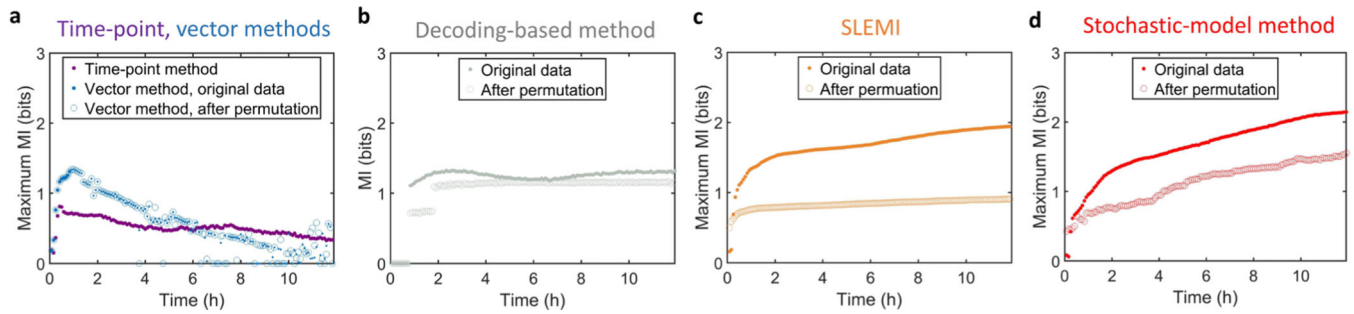 a
Time-point, vector methods
Maximum MI (bits)
3
2
1
0
Time-point method
Vector method, original data
Vector method, after permutation
0 2 4 6 8 10
Time (h)
b
Decoding-based method
MI (bits)
3
2
1
0
Original data
After permutation
0 2 4 6 8 10
Time (h)
c
SLEMI
Maximum MI (bits)
3
2
1
0
Original data
After permuation
0 2 4 6 8 10
Time (h)
d
Stochastic-model method
Maximum MI (bits)
3
2
1
0
Original data
After permutation
0 2 4 6 8 10
Time (h)